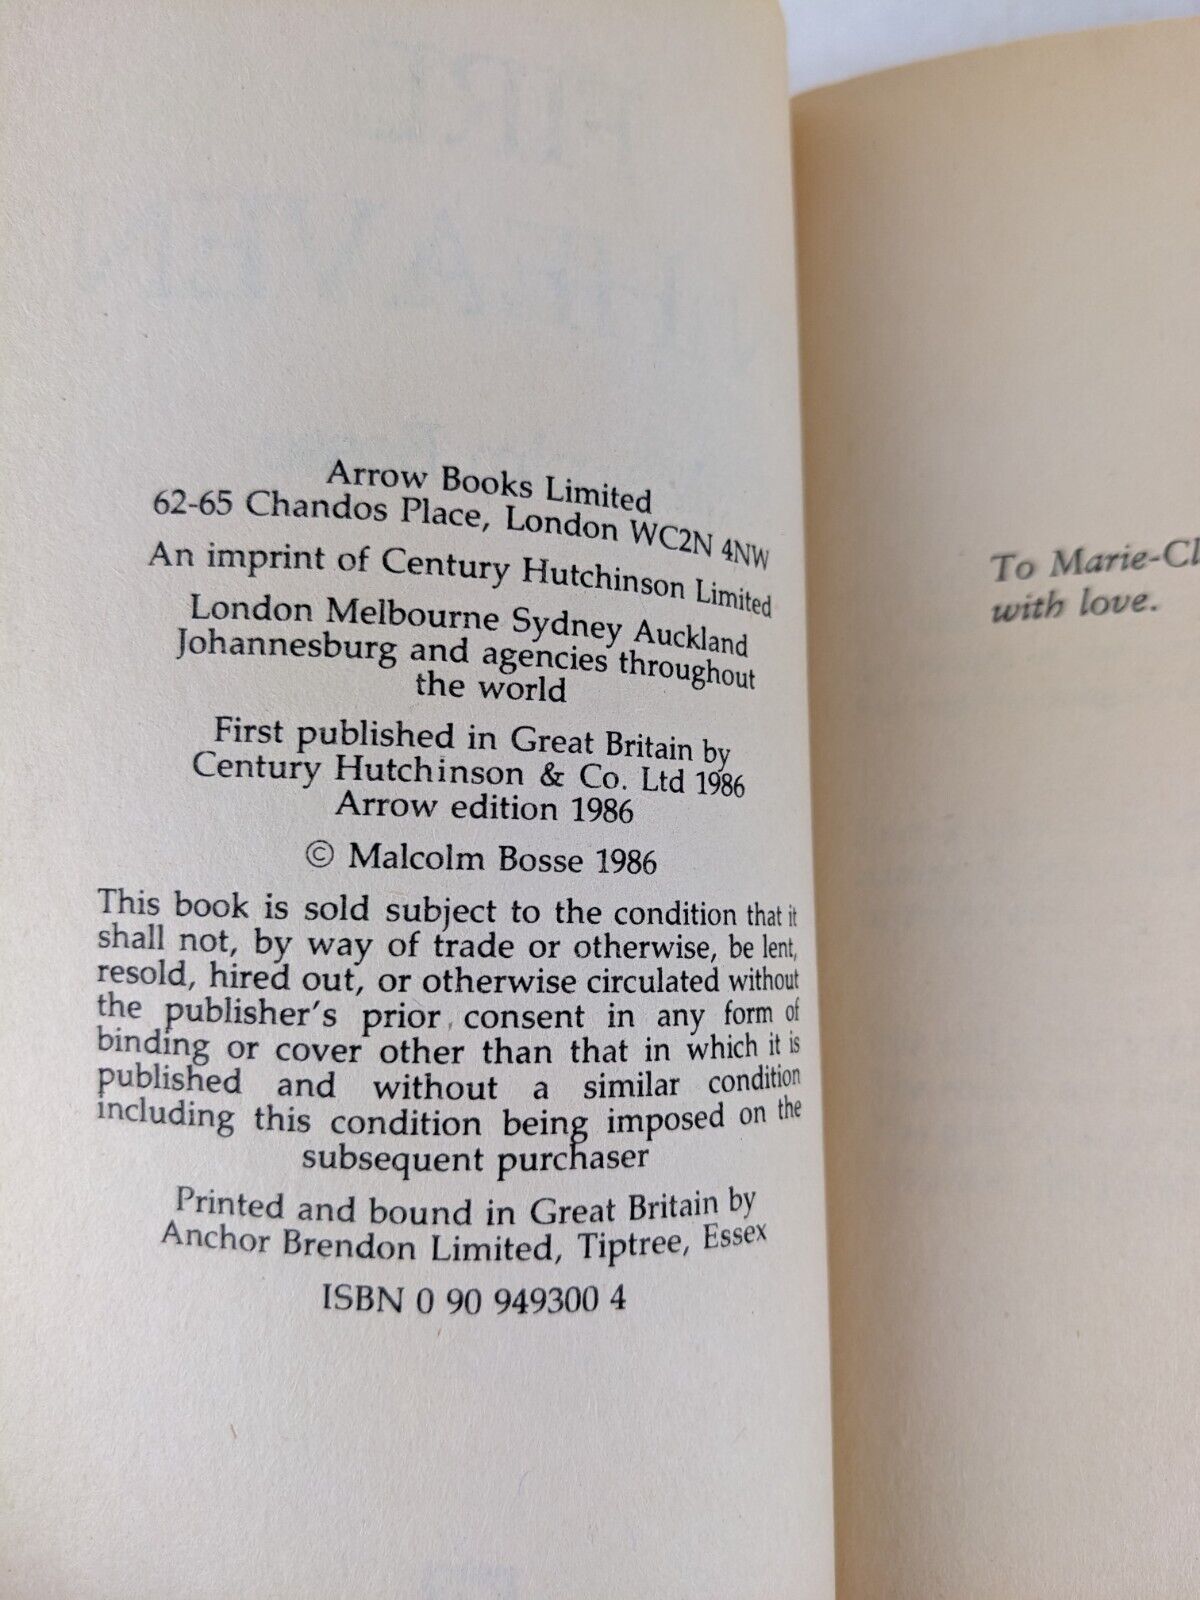 Arrow Books Limited
62-65 Chandos Place, London WC2N 4NW
An imprint of Century Hutchinson Limited
London Melbourne Sydney Auckland
Johannesburg and agencies throughout
the world
First published in Great Britain by
Century Hutchinson & Co. Ltd 1986
Arrow edition 1986
© Malcolm Bosse 1986
This book is sold subject to the condition that it
shall not, by way of trade or otherwise, be lent,
resold, hired out, or otherwise circulated without
the publisher's prior consent in any form of
binding or cover other than that in which it is
published and without a similar condition
including this condition being imposed on the
subsequent purchaser
Printed and bound in Great Britain by
Anchor Brendon Limited, Tiptree, Essex
ISBN 0 90 949300 4
To Marie-Cl
with love.